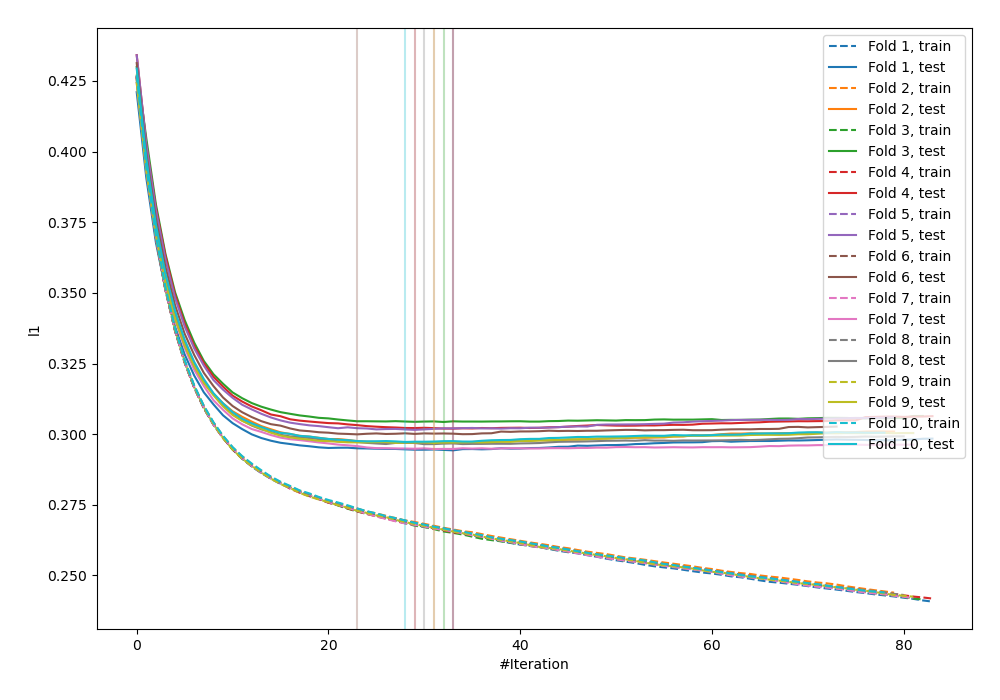 0.425
0.400
0.375
0.350
0.325
0.300
0.275
0.250
l1
0
20
40
60
80
#Iteration
Fold 1, train
Fold 1, test
Fold 2, train
Fold 2, test
Fold 3, train
Fold 3, test
Fold 4, train
Fold 4, test
Fold 5, train
Fold 5, test
Fold 6, train
Fold 6, test
Fold 7, train
Fold 7, test
Fold 8, train
Fold 8, test
Fold 9, train
Fold 9, test
Fold 10, train
Fold 10, test